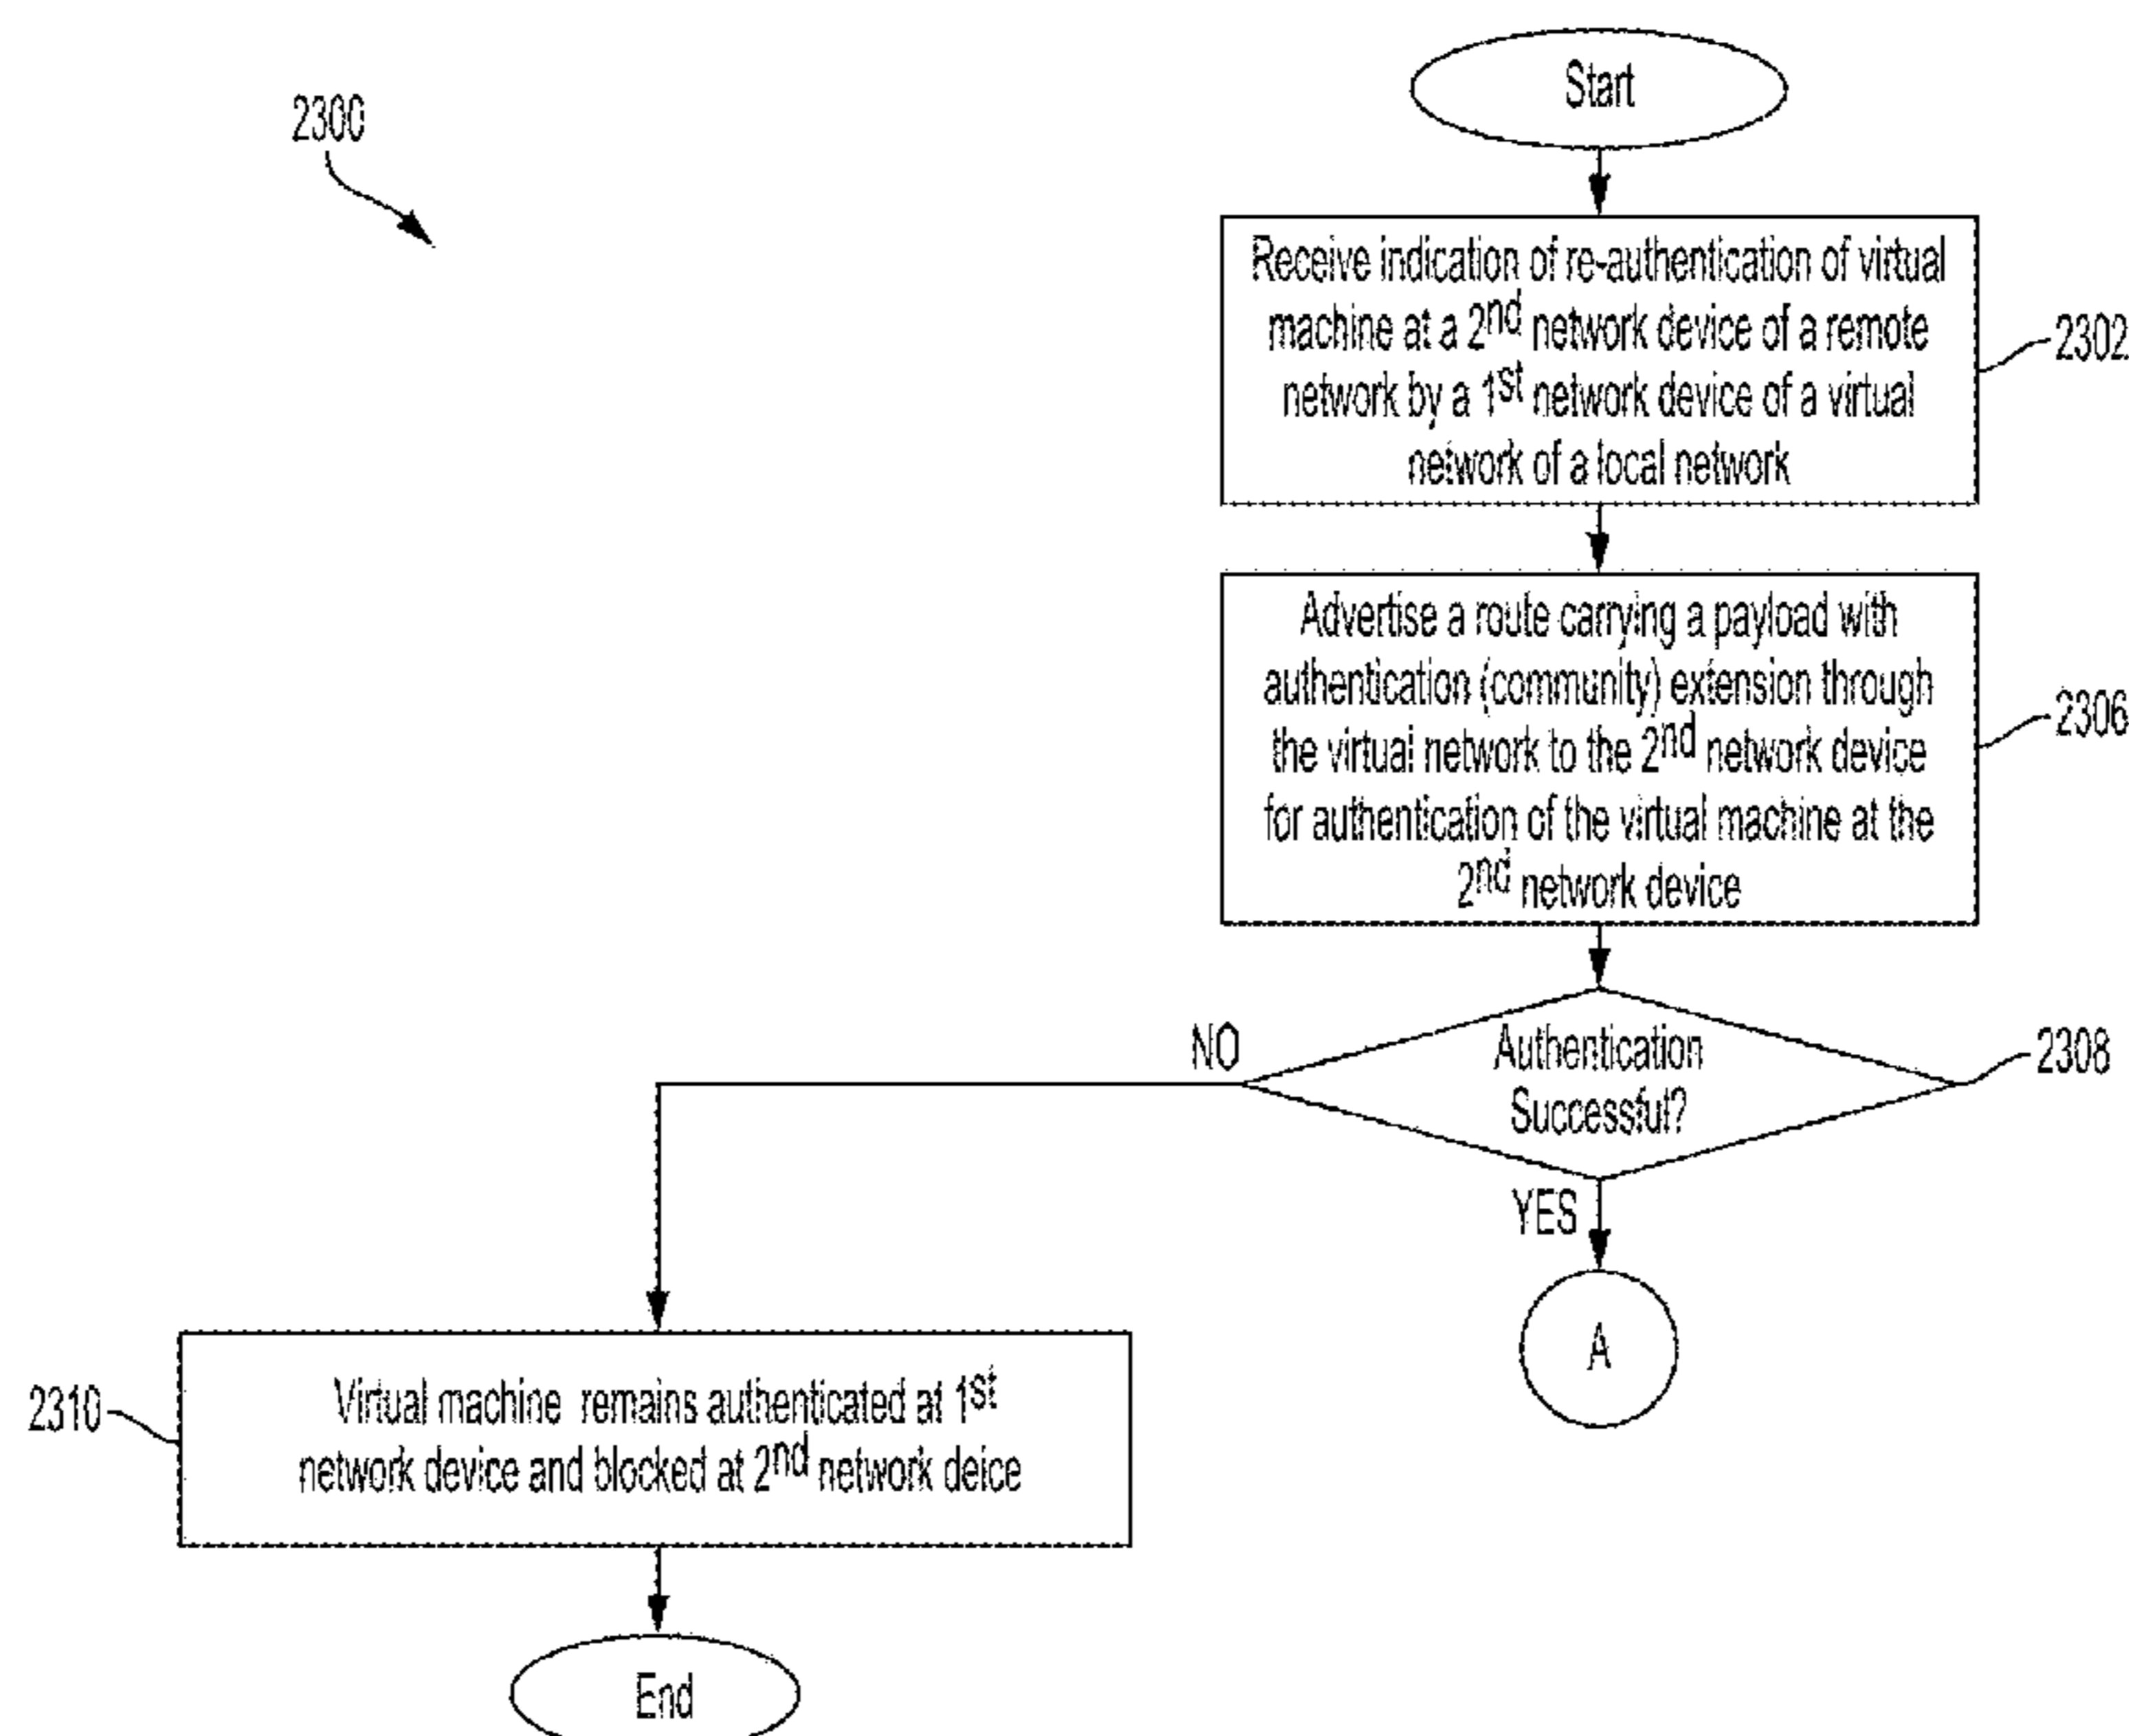 Start
2300
Receive indication of re-authentication of virtual
machine at a 2nd network device of a remote
network by a 1st network device of a virtual
network of a local network
2302
Advertise a route carrying a payload with
authentication (community) extension through
the virtual network to the 2nd network device
for authentication of the virtual machine at the
2nd network device
2306
NO
Authentication
Successful?
2308
YES
A
2310
Virtual machine remains authenticated at 1st
network device and blocked at 2nd network deice
End